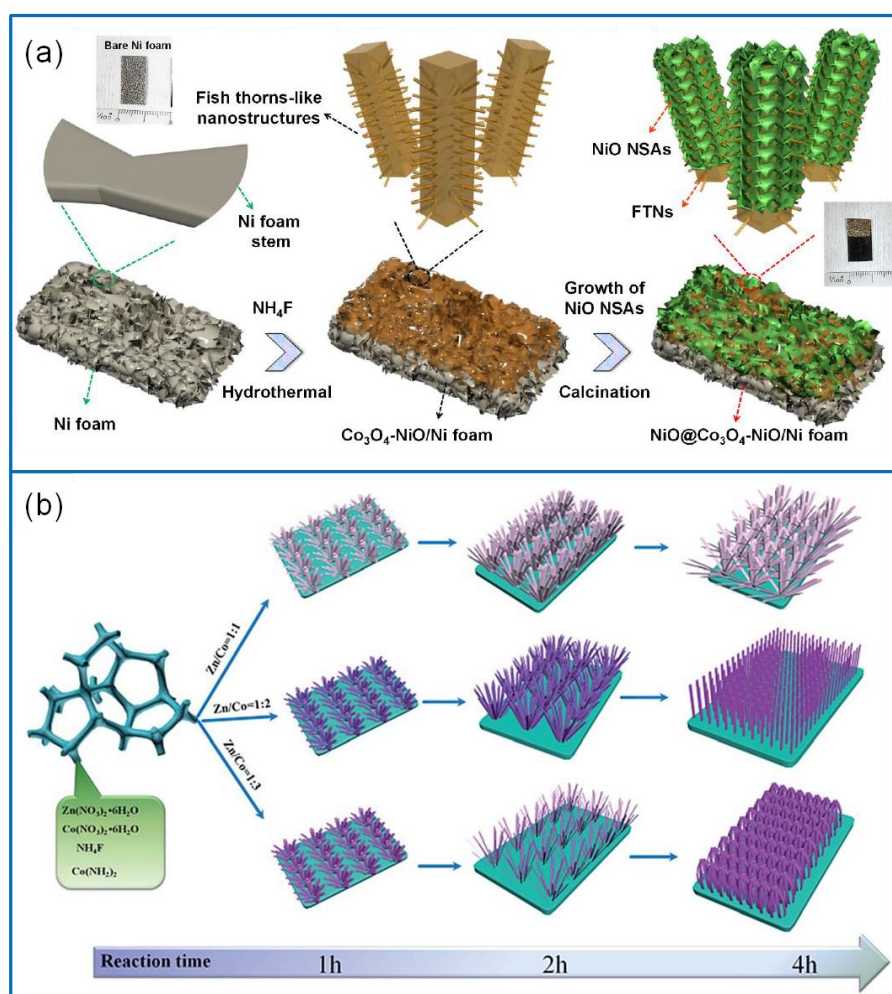 (a)
Bare Ni foam
Fish thorns-like
nanostructures
NiO NSAs
FTNs
Ni foam
stem
NH₄F
Hydrothermal
Growth of
NiO NSAs
Calcination
Ni foam
Co₃O₄-NiO/Ni foam
NiO@Co₃O₄-NiO/Ni foam
(b)
Zn/Co=1:1
Zn/Co=1:2
Zn/Co=1:3
Zn(NO₃)₂•6H₂O
Co(NO₃)₂•6H₂O
NH₄F
Co(NH₂)₂
Reaction time
1h
2h
4h